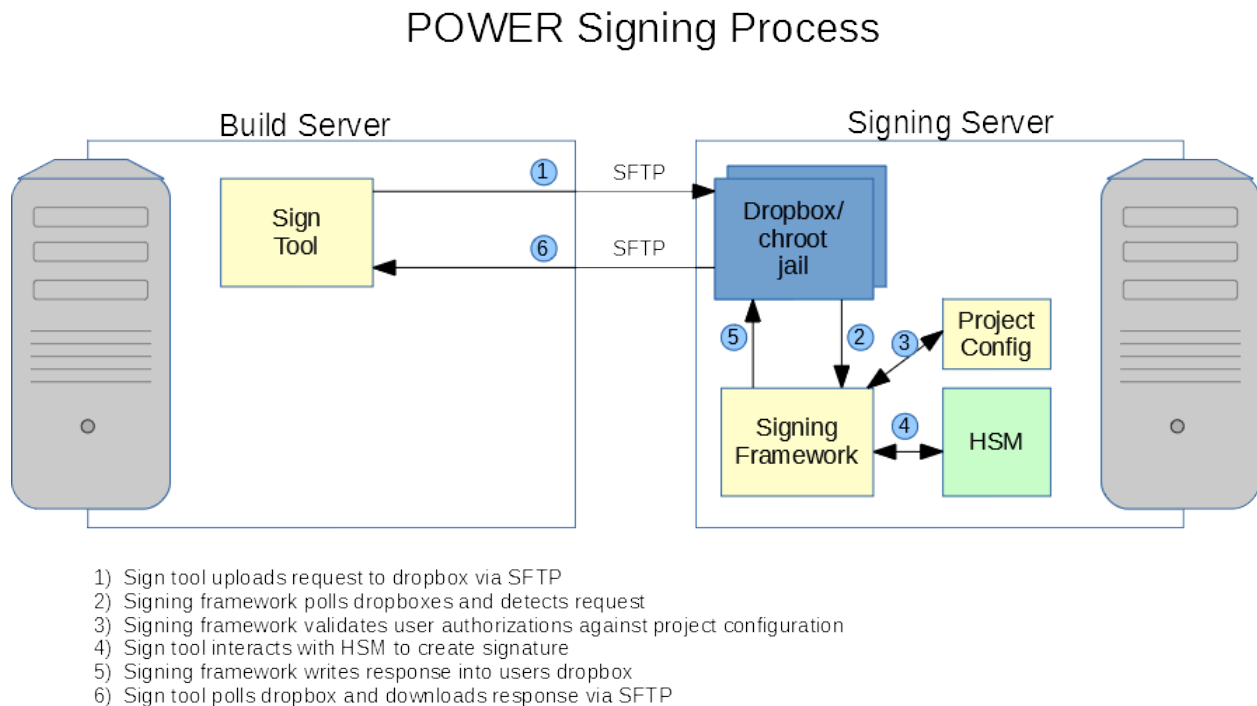 POWER Signing Process
Build Server
Signing Server
1
SFTP
Sign
Tool
Dropbox/
chroot
jail
6
SFTP
5
2
3
Project
Config
4
Signing
Framework
HSM
1) Sign tool uploads request to dropbox via SFTP
2) Signing framework polls dropboxes and detects request
3) Signing framework validates user authorizations against project configuration
4) Sign tool interacts with HSM to create signature
5) Signing framework writes response into users dropbox
6) Sign tool polls dropbox and downloads response via SFTP